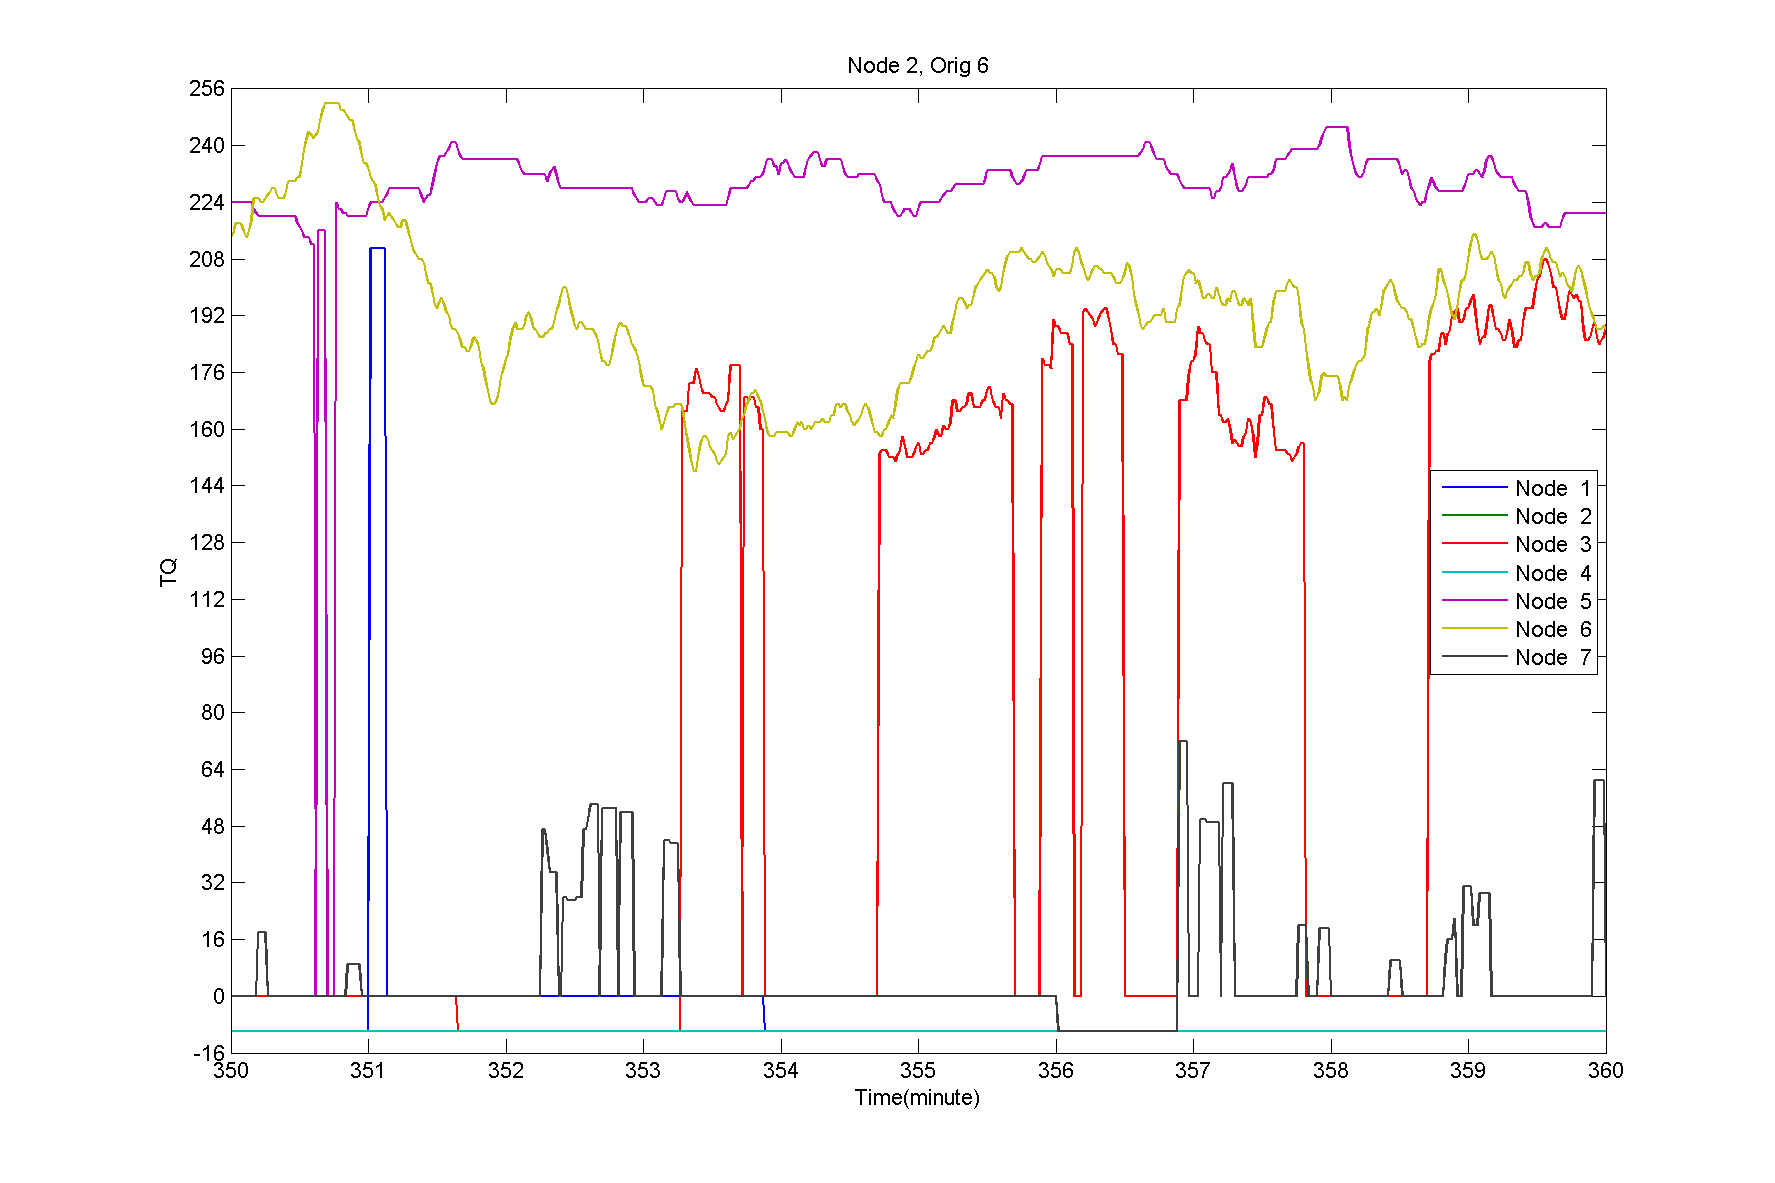 Node 2, Orig 6
256
240
224
208
192
176
160
144
128
112
96
80
64
48
32
16
0
-16
TQ
350 351 352 353 354 355 356 357 358 359 360
Time(minute)
Node 1
Node 2
Node 3
Node 4
Node 5
Node 6
Node 7